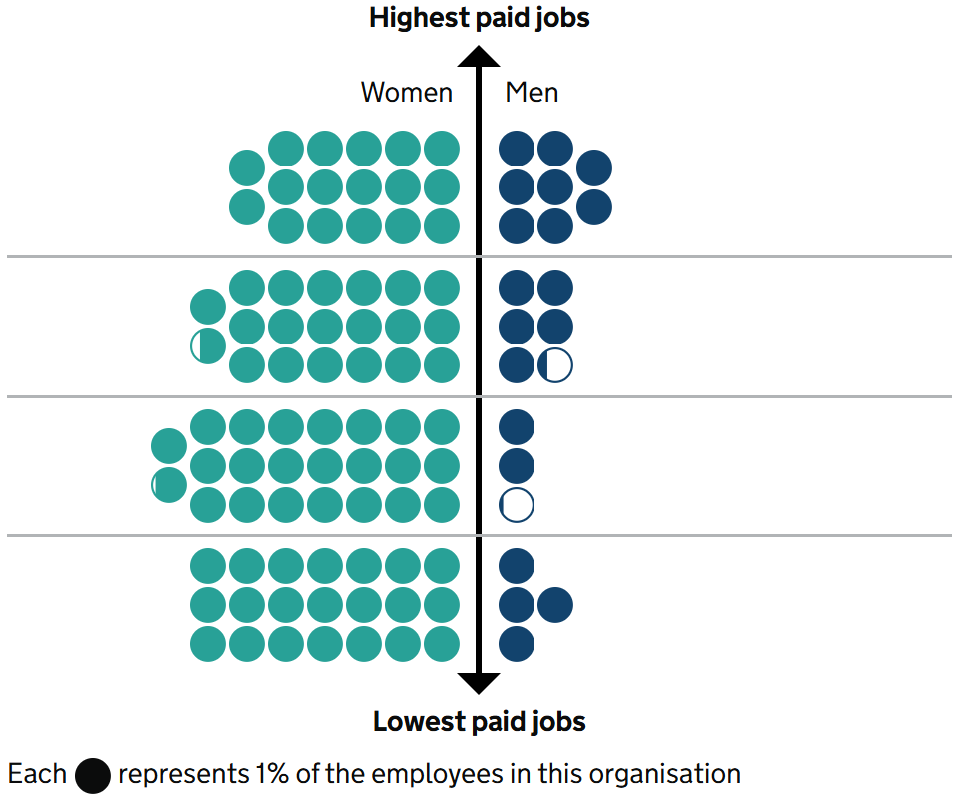 Highest paid jobs
Women Men
Lowest paid jobs
Each represents 1% of the employees in this organisation